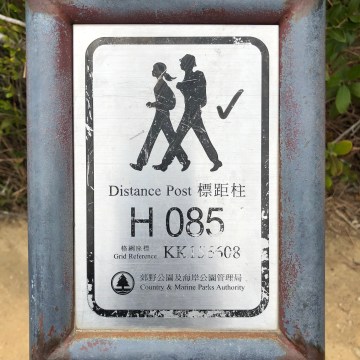 Distance Post 標距柱
H 085
格網座標
Grid Reference
郊野公園及海岸公園管理局
Country & Marine Parks Authority